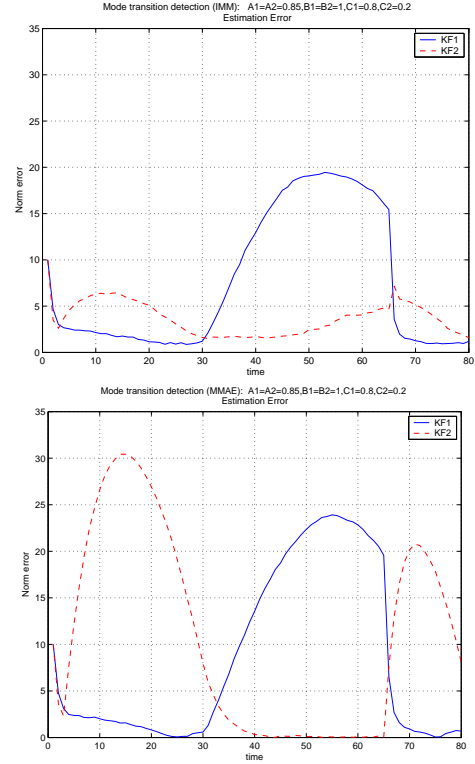 Mode transition detection (IMM): A1=A2=0.85,B1=B2=1,C1=0.8,C2=0.2
Estimation Error
35
30
25
20
15
10
5
0
Norm error
KF1
KF2
0 10 20 30 40 50 60 70 80
time
Mode transition detection (MMAE): A1=A2=0.85,B1=B2=1,C1=0.8,C2=0.2
Estimation Error
35
30
25
20
15
10
5
0
Norm error
KF1
KF2
0 10 20 30 40 50 60 70 80
time